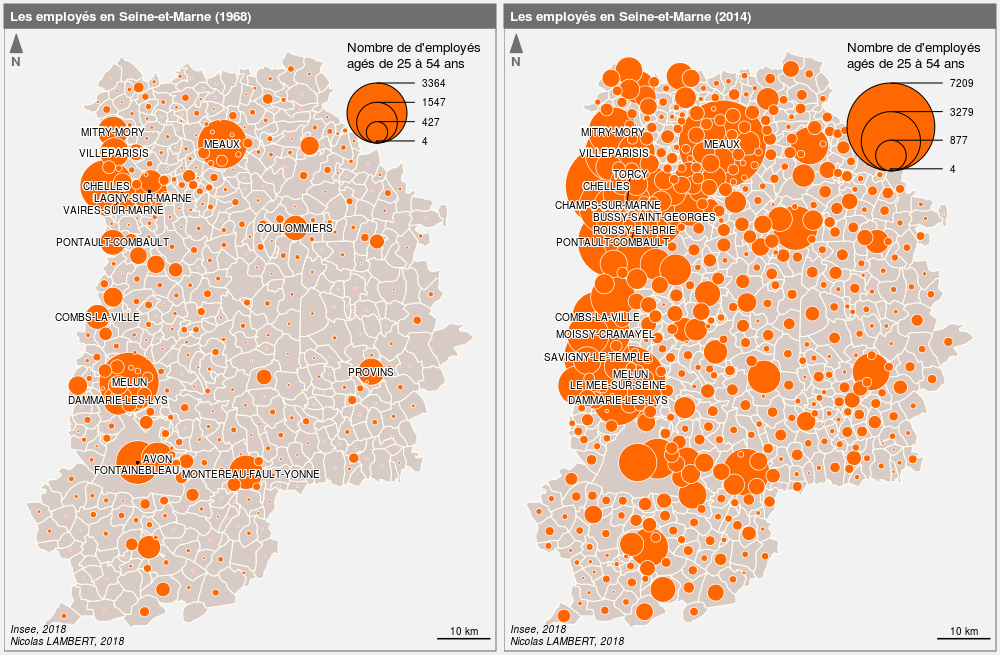 Les employés en Seine-et-Marne (1968)
N
Nombre de d'employés
agés de 25 à 54 ans
3364
1547
427
4
MITRY-MORY
VILLEPARISIS
MEAUX
CHELLES
LAGNY-SUR-MARNE
VAIRES-SUR-MARNE
COULOMMIERS
PONTAULT-COMBAULT
COMBS-LA-VILLE
PROVINS
MELUN
DAMMARIE-LES-LYS
AVON
FONTAINEBLEAU
MONTEREAU-FAULT-YONNE
Insee, 2018
Nicolas LAMBERT, 2018
10 km
Les employés en Seine-et-Marne (2014)
N
Nombre de d'employés
agés de 25 à 54 ans
7209
3279
877
4
MITRY-MORY
MEAUX
VILLEPARISIS
TORCY
CHELLES
CHAMPS-SUR-MARNE
BUSSY-SAINT-GEORGES
ROISSY-EN-BRIE
PONTAULT-COMBAULT
COMBS-LA-VILLE
MOISSY-CRAMAYEL
SAVIGNY-LE-TEMPLE
MELUN
LE MEE-SUR-SEINE
DAMMARIE-LES-LYS
Insee, 2018
Nicolas LAMBERT, 2018
10 km